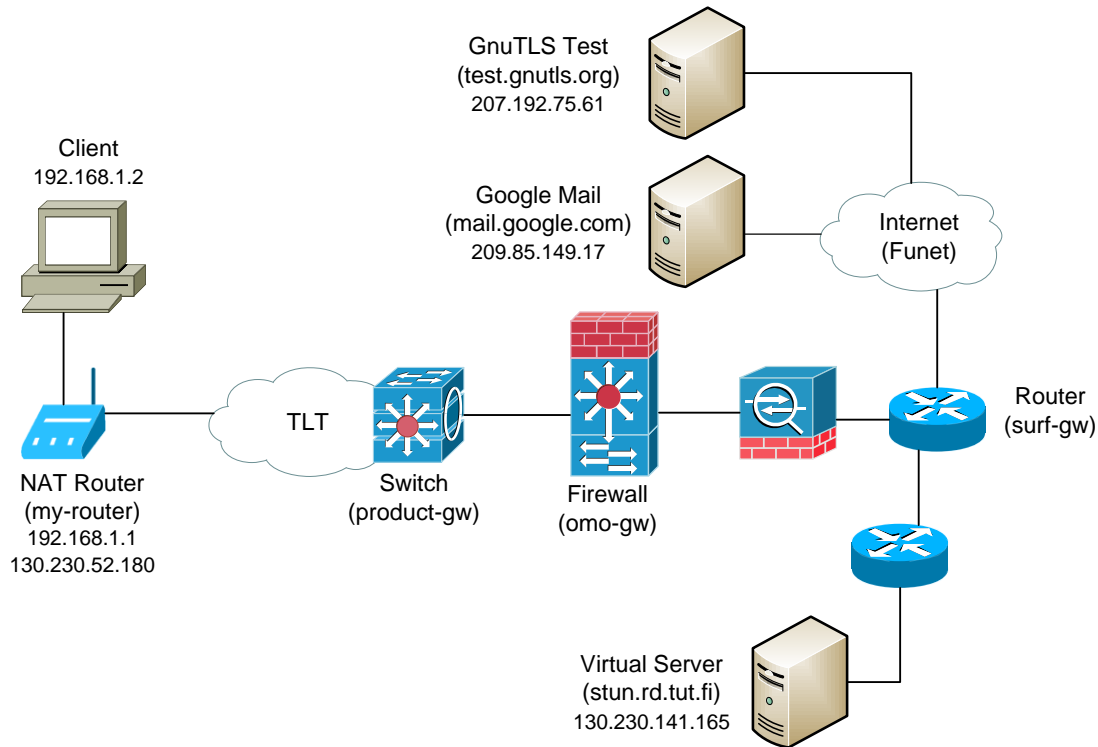 GnuTLS Test
(test.gnutls.org)
207.192.75.61
Client
192.168.1.2
Google Mail
(mail.google.com)
209.85.149.17
Internet
(Funet)
TLT
Router
(surf-gw)
NAT Router
(my-router)
192.168.1.1
130.230.52.180
Switch
(product-gw)
Firewall
(omo-gw)
Virtual Server
(stun.rd.tut.fi)
130.230.141.165